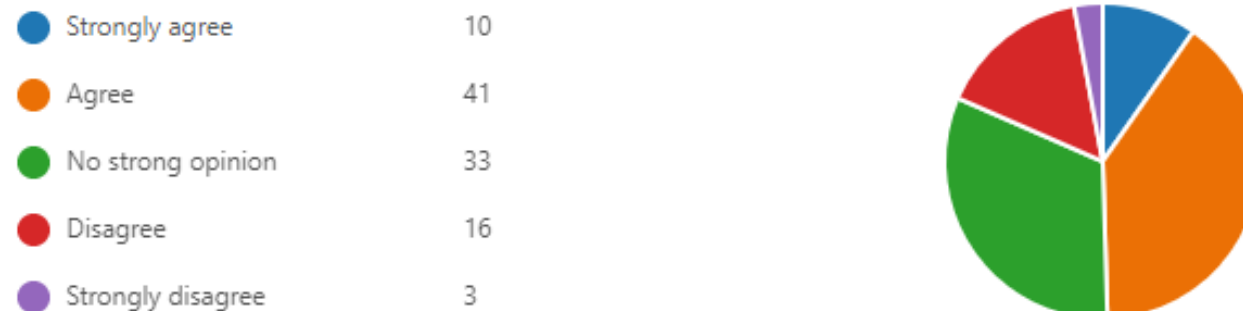 Strongly agree 10
Agree 41
No strong opinion 33
Disagree 16
Strongly disagree 3